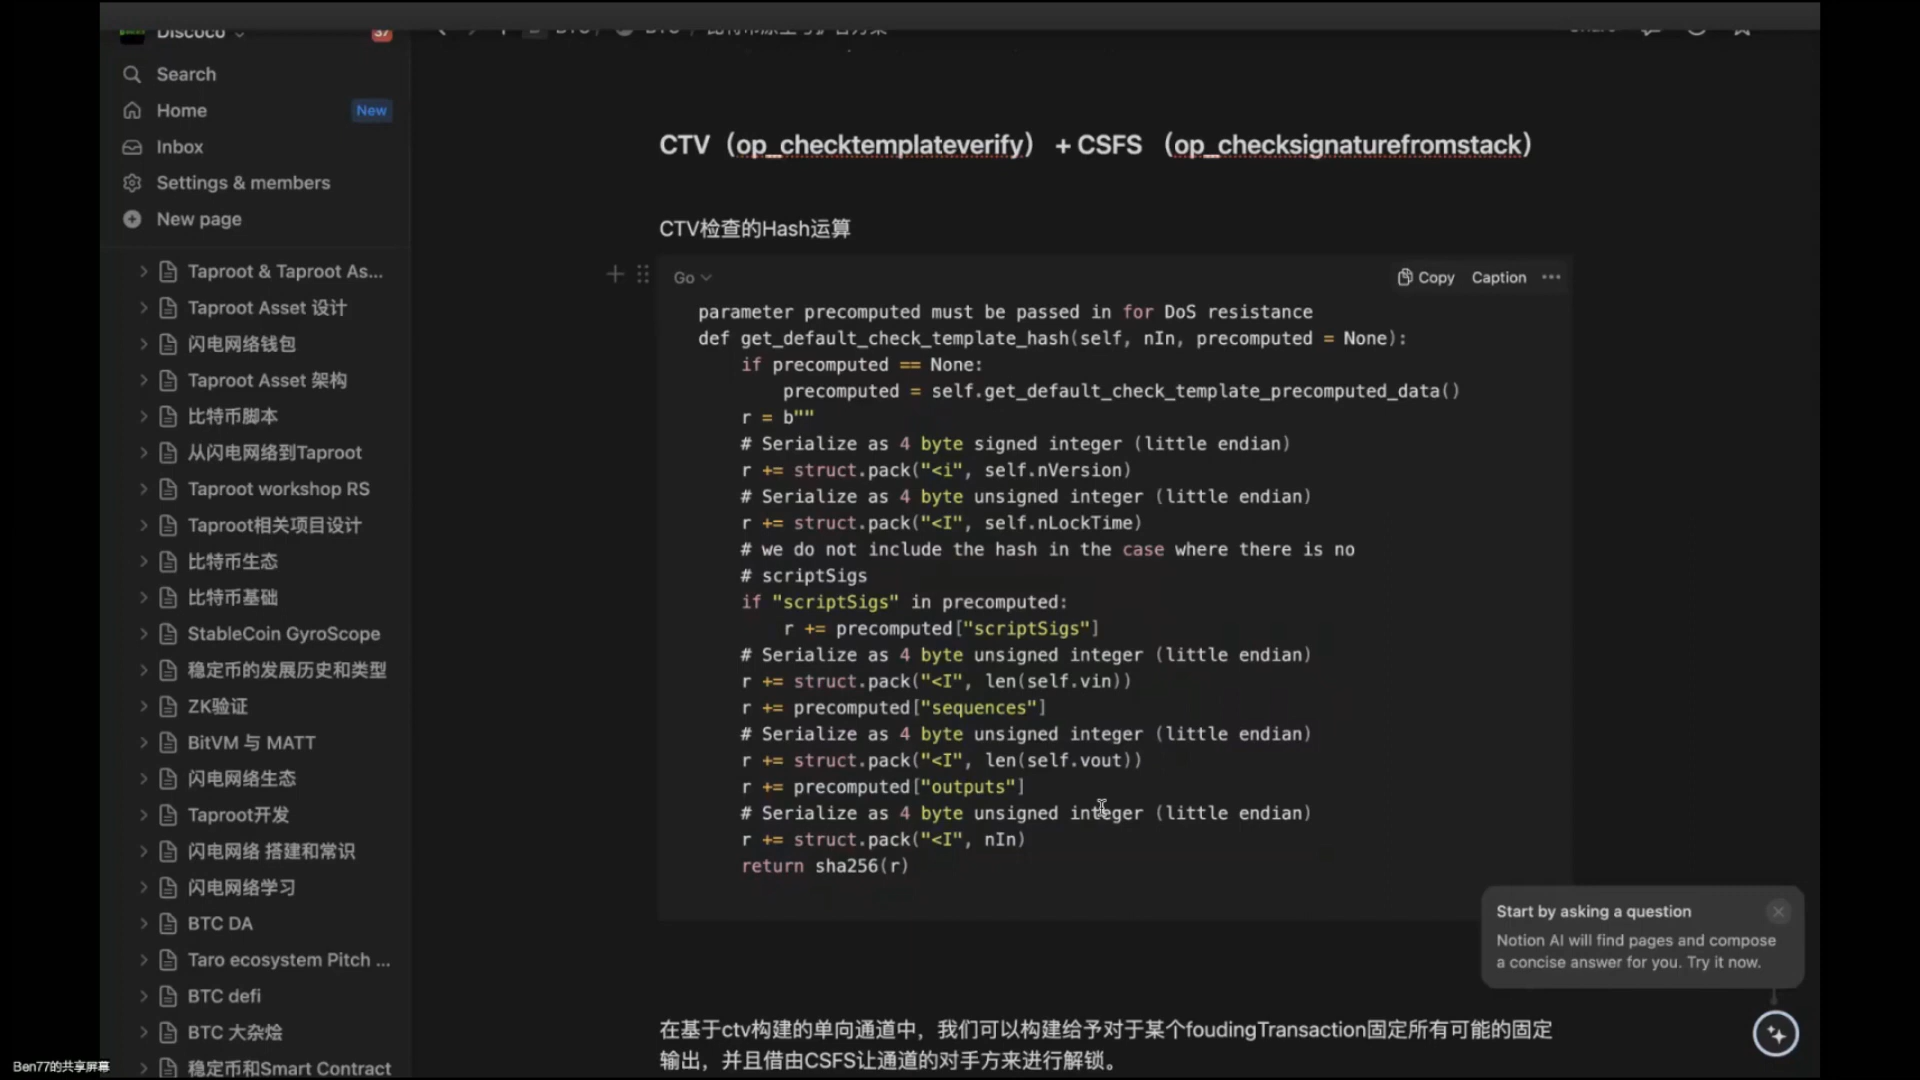 Discoco
37
Search
Home
New
Inbox
Settings & members
New page
Taproot & Taproot As...
Taproot Asset 设计
闪电网络钱包
Taproot Asset 架构
比特币脚本
从闪电网络到Taproot
Taproot workshop RS
Taproot相关项目设计
比特币生态
比特币基础
StableCoin GyroScope
稳定币的发展历史和类型
ZK验证
BitVM 与 MATT
闪电网络生态
Taproot开发
闪电网络 搭建和常识
闪电网络学习
BTC DA
Taro ecosystem Pitch ...
BTC defi
BTC 大杂烩
稳定币和Smart Contract
CTV（op_checktemplateverify） + CSFS （op_checksignaturefromstack）
CTV检查的Hash运算
Go
Copy Caption
parameter precomputed must be passed in for DoS resistance
def get_default_check_template_hash(self, nIn, precomputed = None):
if precomputed == None:
precomputed = self.get_default_check_template_precomputed_data()
r = b""
# Serialize as 4 byte signed integer (little endian)
r += struct.pack("<i", self.nVersion)
# Serialize as 4 byte unsigned integer (little endian)
r += struct.pack("<I", self.nLockTime)
# we do not include the hash in the case where there is no
# scriptSigs
if "scriptSigs" in precomputed:
r += precomputed["scriptSigs"]
# Serialize as 4 byte unsigned integer (little endian)
r += struct.pack("<I", len(self.vin))
r += precomputed["sequences"]
# Serialize as 4 byte unsigned integer (little endian)
r += struct.pack("<I", len(self.vout))
r += precomputed["outputs"]
# Serialize as 4 byte unsigned integer (little endian)
r += struct.pack("<I", nIn)
return sha256(r)
在基于ctv构建的单向通道中，我们可以构建给予对于某个foudingTransaction固定所有可能的固定
输出，并且借由CSFS让通道的对手方来进行解锁。
Start by asking a question
Notion AI will find pages and compose
a concise answer for you. Try it now.
Ben77的共享屏幕